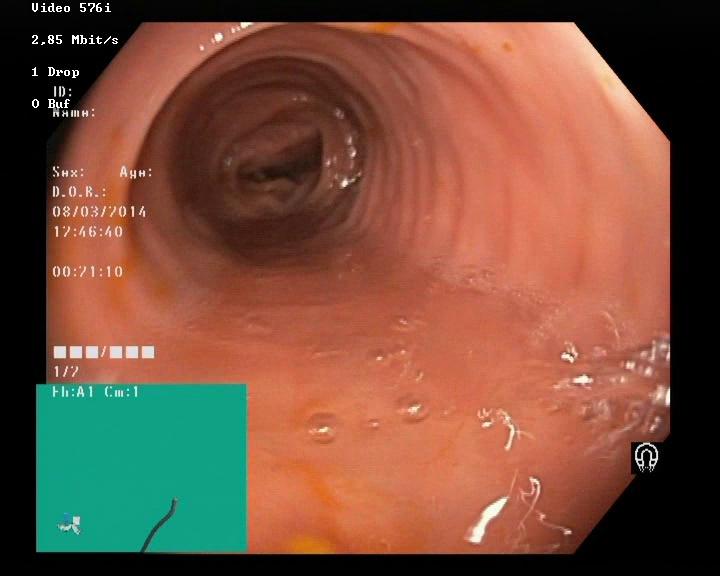 Video 576i
2,85 Mbit/s
1 Drop
ID:
0 Buf
Name:
Sex: Age:
D.O.B.:
08/03/2014
12:46:40
00:21:10
1/2
Eh:A1 Cm:1